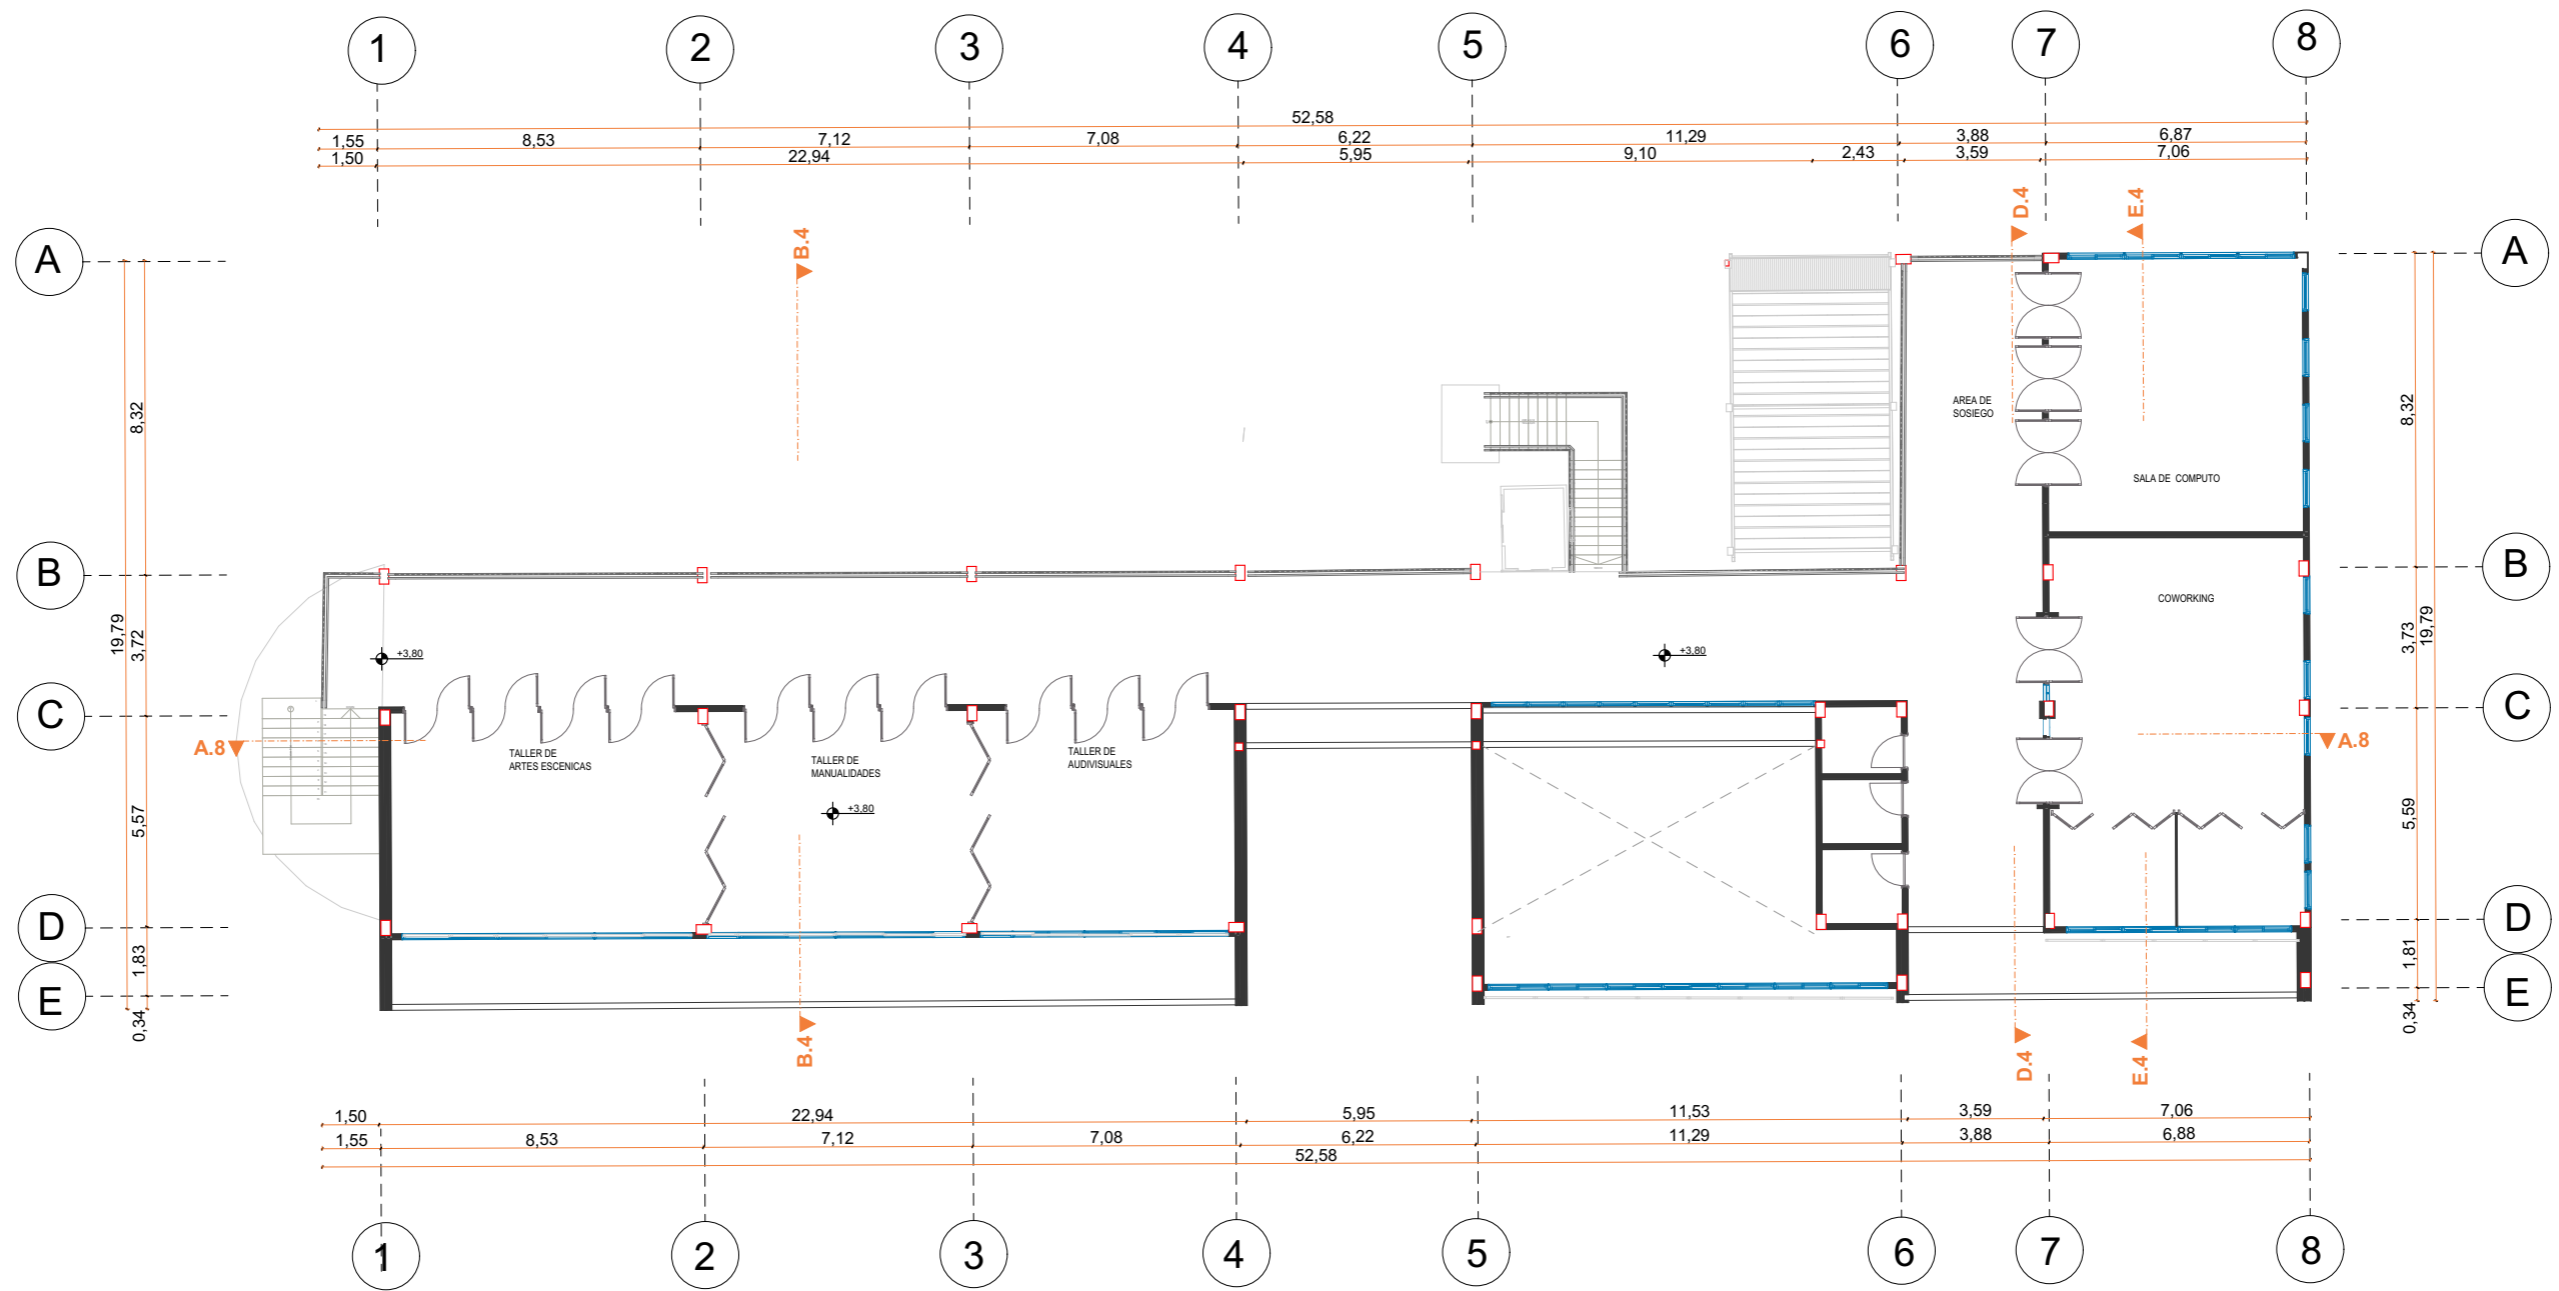 1 2 3 4 5 6 7 8
52,58
1,55 8,53 7,12 7,08 6,22 11,29 3,88 6,87
1,50 22,94 5,95 9,10 2,43 3,59 7,06
B.4 D.4 E.4
A A
8,32 8,32
AREA DE
SOSIEGO
SALA DE COMPUTO
B B
COWORKING
19,79 3,72 3,73 19,79
+3,80 +3,80
C C
A.8 A.8
TALLER DE
ARTES ESCENICAS
TALLER DE
MANUALIDADES
TALLER DE
AUDIVISUALES
+3,80
5,57 5,59
D D
1,83 1,81
E E
0,34 0,34
B.4 D.4 E.4
1,50 22,94 5,95 11,53 3,59 7,06
1,55 8,53 7,12 7,08 6,22 11,29 3,88 6,88
52,58
1 2 3 4 5 6 7 8